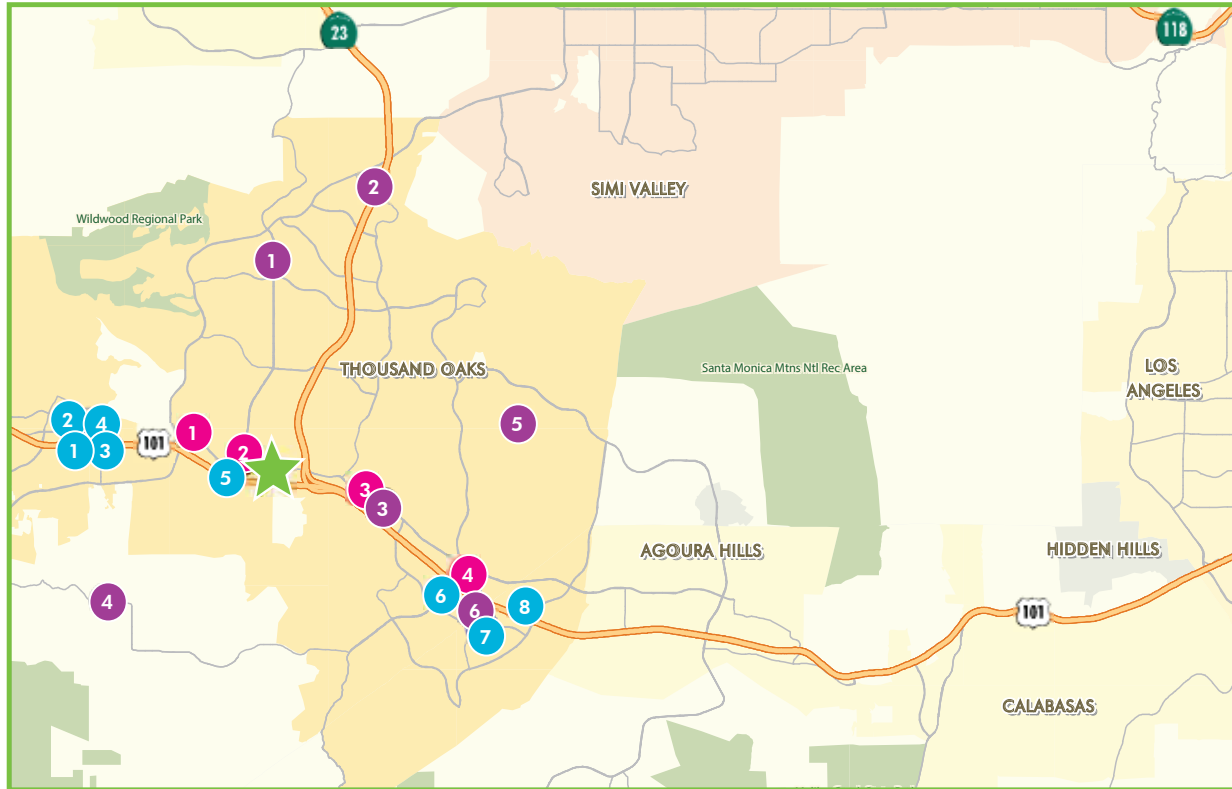 23
118
2
SIMI VALLEY
Wildwood Regional Park
1
THOUSAND OAKS
Santa Monica Mtns Ntl Rec Area
LOS
ANGELES
2
4
1
3
101
1
2
5
5
3
3
AGOURA HILLS
HIDDEN HILLS
4
4
6
6
8
7
101
CALABASAS